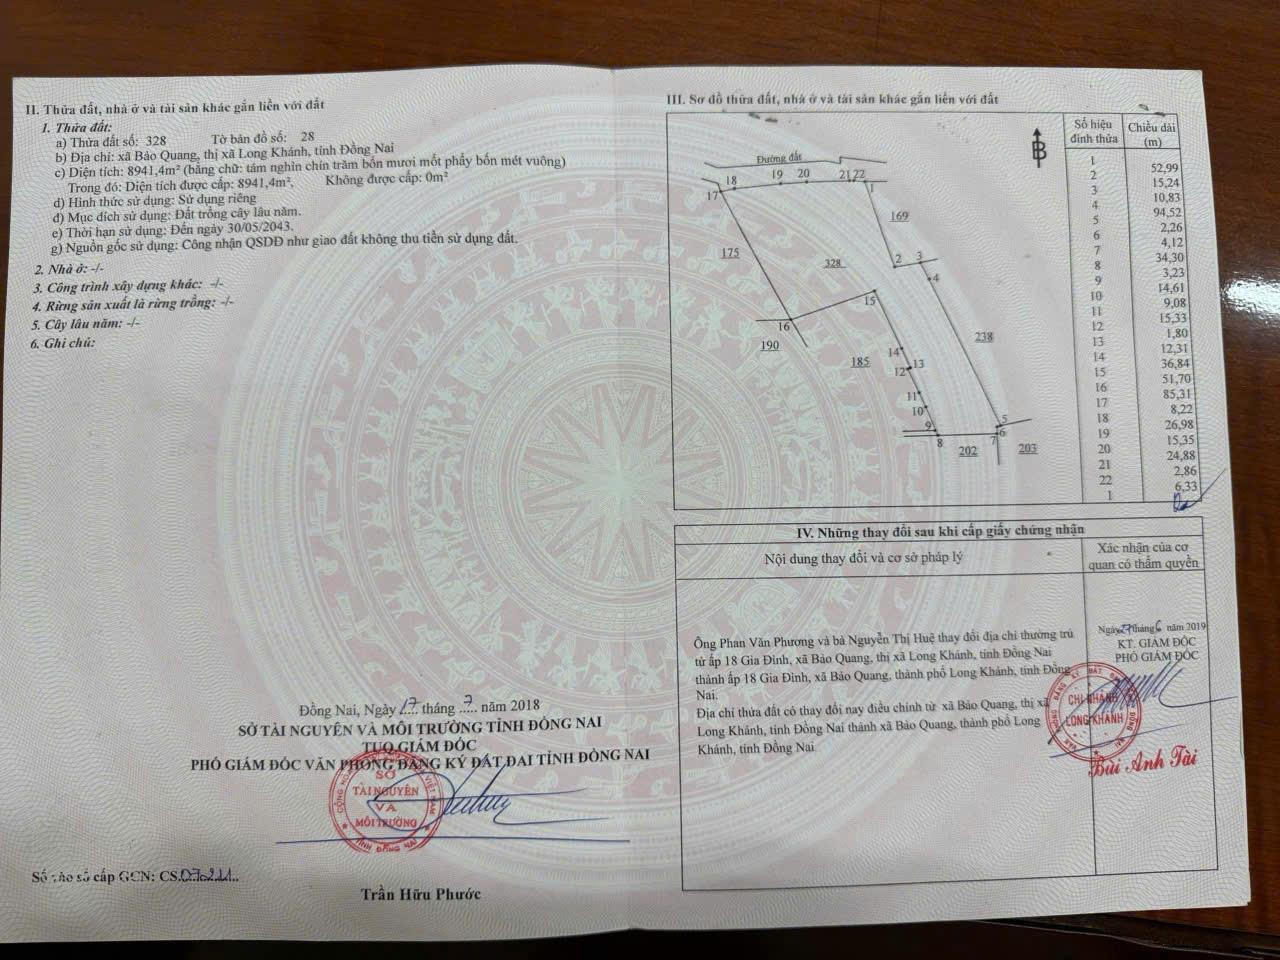 II. Thửa đất, nhà ở và tài sản khác gắn liền với đất
1. Thửa đất:
a) Thửa đất số: 328 Tờ bản đồ số: 28
b) Địa chỉ: xã Bảo Quang, thị xã Long Khánh, tỉnh Đồng Nai
c) Diện tích: 8941,4m² (bằng chữ: tám nghìn chín trăm bốn mươi mốt phẩy bốn mét vuông)
Trong đó: Diện tích được cấp: 8941,4m², Không được cấp: 0m²
d) Hình thức sử dụng: Sử dụng riêng
đ) Mục đích sử dụng: Đất trồng cây lâu năm.
e) Thời hạn sử dụng: Đến ngày 30/05/2043.
g) Nguồn gốc sử dụng: Công nhận QSDĐ như giao đất không thu tiền sử dụng đất.
2. Nhà ở: -/-
3. Công trình xây dựng khác: -/-
4. Rừng sản xuất là rừng trồng: -/-
5. Cây lâu năm: -/-
6. Ghi chú:
Đồng Nai, Ngày 17 tháng 7 năm 2018
SỞ TÀI NGUYÊN VÀ MÔI TRƯỜNG TỈNH ĐỒNG NAI
TUQ.GIÁM ĐỐC
PHÓ GIÁM ĐỐC VĂN PHÒNG ĐĂNG KÝ ĐẤT ĐAI TỈNH ĐỒNG NAI
SỞ
TÀI NGUYÊN
VÀ
MÔI TRƯỜNG
TỈNH ĐỒNG NAI
Trần Hữu Phước
Số vào sổ cấp GCN: CS.07211
III. Sơ đồ thửa đất, nhà ở và tài sản khác gắn liền với đất
Đường đất
17 18 19 20 21 22 1
169
175
328
2 3
4
15
16
190
185
238
14
13
12
11
10
9
8
5
6
7
202
203
Số hiệu đỉnh thửa
Chiều dài (m)
1
52,99
2
15,24
3
10,83
4
94,52
5
2,26
6
4,12
7
34,30
8
3,23
9
14,61
10
9,08
11
15,33
12
1,80
13
12,31
14
36,84
15
51,70
16
85,31
17
8,22
18
26,98
19
15,35
20
24,88
21
2,86
22
6,33
1
IV. Những thay đổi sau khi cấp giấy chứng nhận
Nội dung thay đổi và cơ sở pháp lý
Xác nhận của cơ
quan có thẩm quyền
Ông Phan Văn Phương và bà Nguyễn Thị Huệ thay đổi địa chỉ thường trú
từ ấp 18 Gia Đình, xã Bảo Quang, thị xã Long Khánh, tỉnh Đồng Nai
thành ấp 18 Gia Đình, xã Bảo Quang, thành phố Long Khánh, tỉnh Đồng
Nai.
Địa chỉ thửa đất có thay đổi nay điều chỉnh từ xã Bảo Quang, thị xã
Long Khánh, tỉnh Đồng Nai thành xã Bảo Quang, thành phố Long
Khánh, tỉnh Đồng Nai
Ngày 27 tháng 6 năm 2019
KT. GIÁM ĐỐC
PHÓ GIÁM ĐỐC
CHI NHÁNH
LONG KHÁNH
Bùi Anh Tài